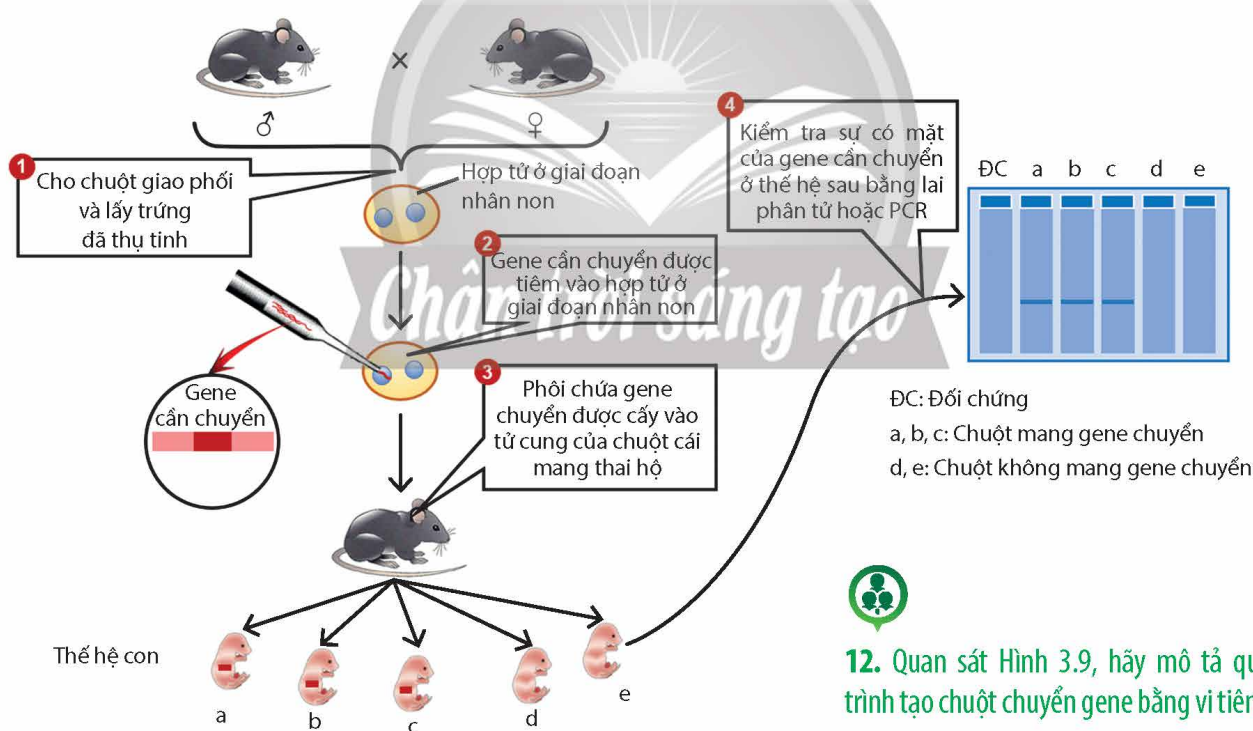 ♂
×
♀
1
Cho chuột giao phối
và lấy trứng
đã thụ tinh
Hợp tử ở giai đoạn
nhân non
2
Gene cần chuyển được
tiêm vào hợp tử ở
giai đoạn nhân non
Gene
cần chuyển
3
Phôi chứa gene
chuyển được cấy vào
tử cung của chuột cái
mang thai hộ
Thế hệ con
a
b
c
d
e
4
Kiểm tra sự có mặt
của gene cần chuyển
ở thế hệ sau bằng lai
phân tử hoặc PCR
ĐC a b c d e
ĐC: Đối chứng
a, b, c: Chuột mang gene chuyển
d, e: Chuột không mang gene chuyển
Chân trời sáng tạo
12. Quan sát Hình 3.9, hãy mô tả qu
trình tạo chuột chuyển gene bằng vi tiêm